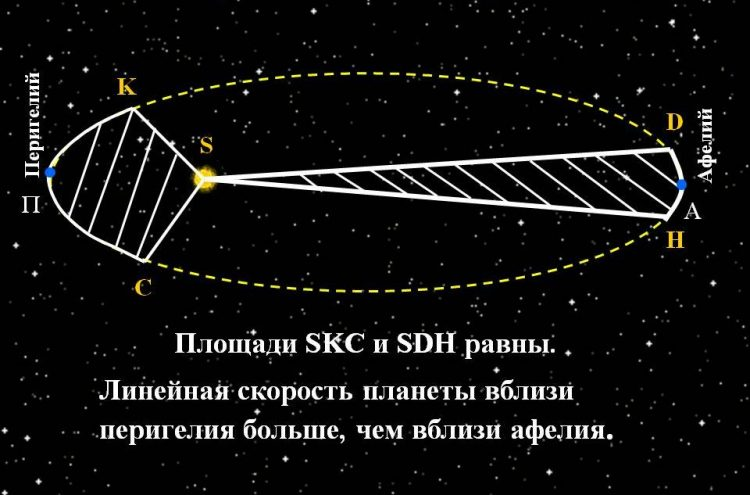 Перигелий
К
S
D
Афелий
П
А
Н
С
Площади SKC и SDH равны.
Линейная скорость планеты вблизи
перигелия больше, чем вблизи афелия.